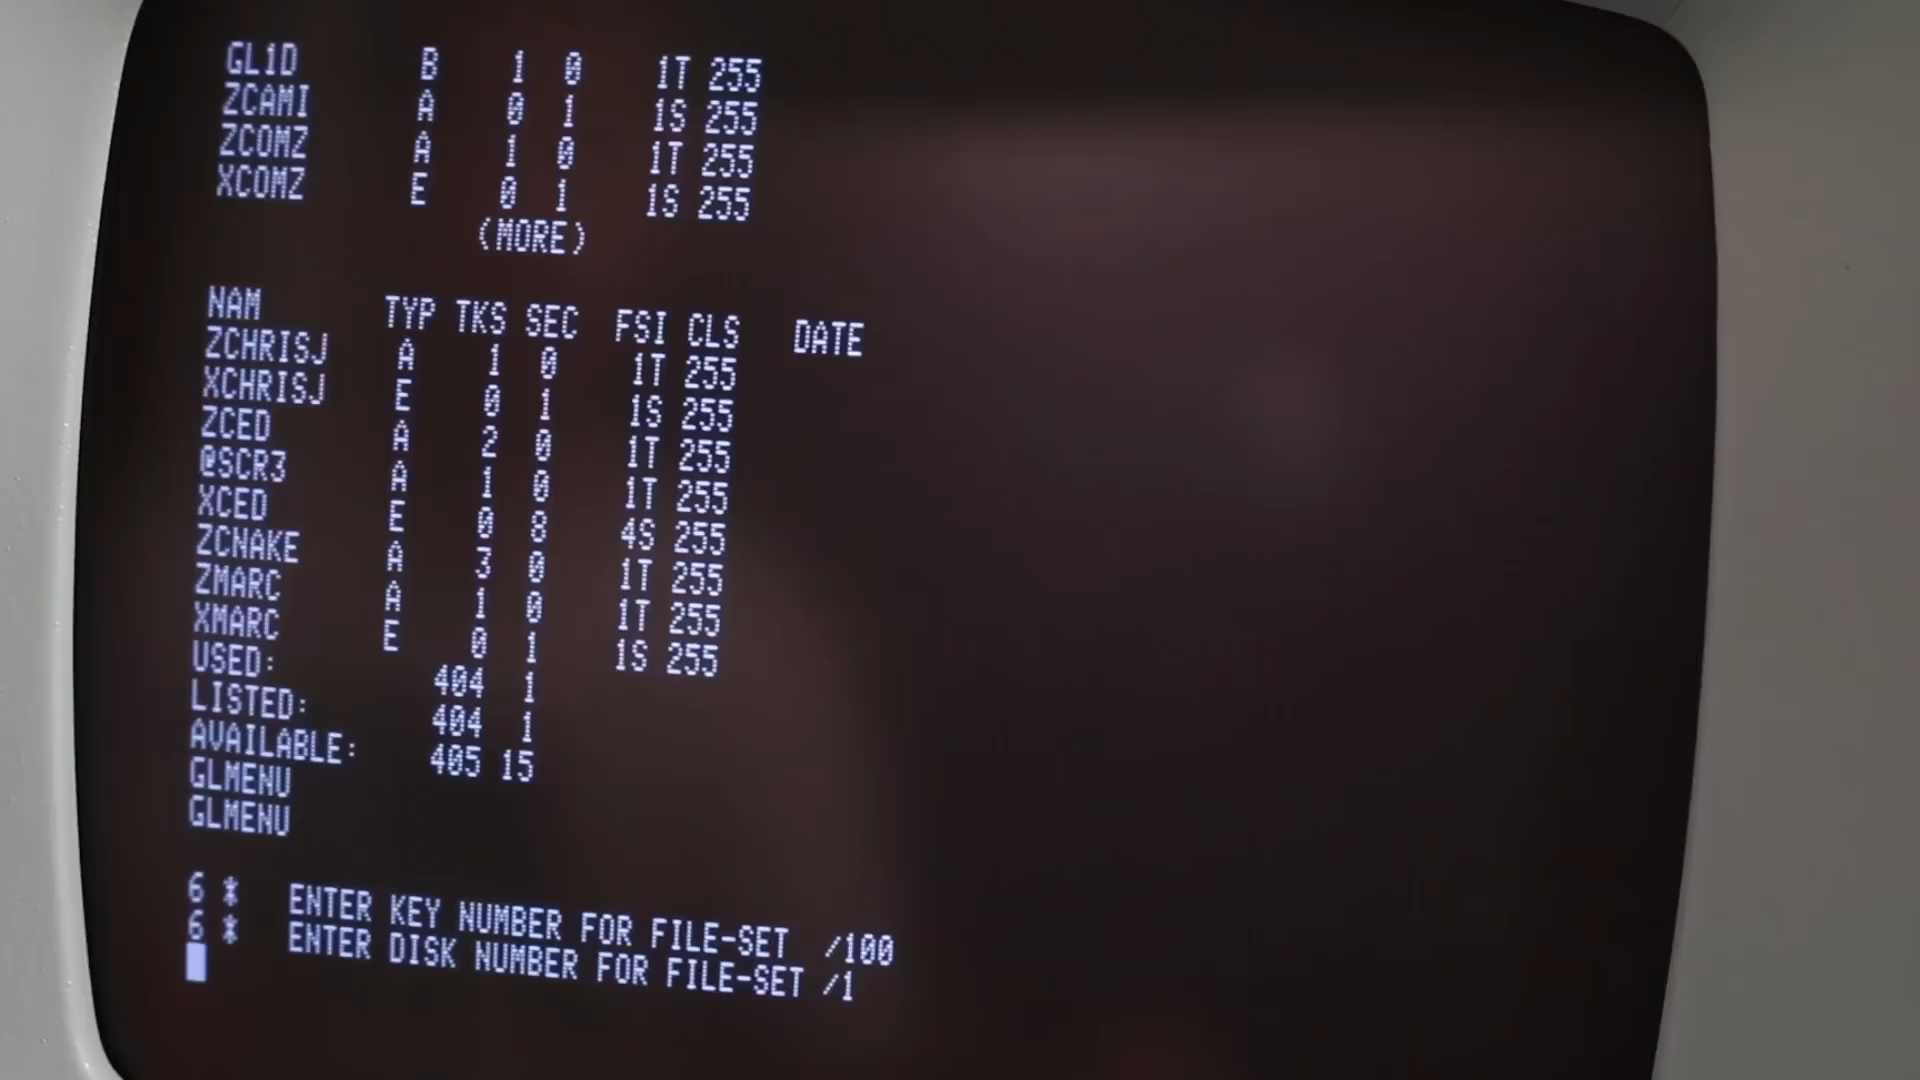 GL1D B 1 0 1T 255
ZCAMI A 0 1 1S 255
ZCOMZ A 1 0 1T 255
XCOMZ E 0 1 1S 255
(MORE)
NAM TYP TKS SEC FSI CLS DATE
ZCHRISJ A 1 0 1T 255
XCHRISJ E 0 1 1S 255
ZCED A 2 0 1T 255
@SCR3 A 1 0 1T 255
XCED E 0 8 4S 255
ZCNAKE A 3 0 1T 255
ZMARC A 1 0 1T 255
XMARC E 0 1 1S 255
USED: 404 1
LISTED: 404 1
AVAILABLE: 405 15
GLMENU
GLMENU
6 * ENTER KEY NUMBER FOR FILE-SET /100
6 * ENTER DISK NUMBER FOR FILE-SET /1